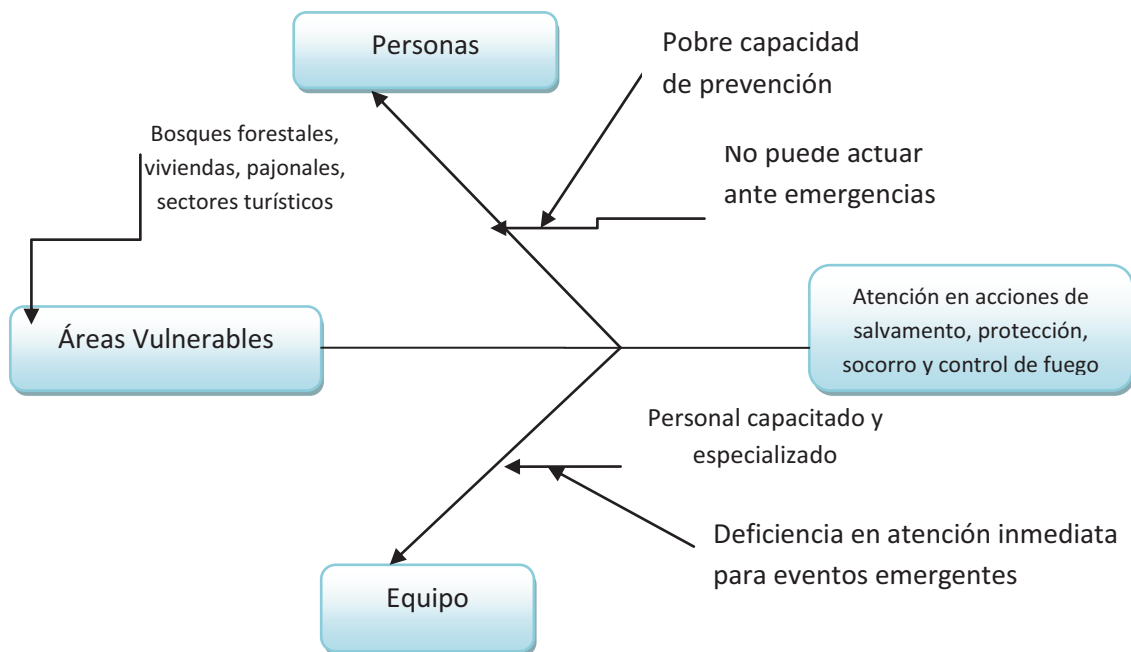 Personas
Pobre capacidad
de prevención
Bosques forestales,
viviendas, pajonales,
sectores turísticos
No puede actuar
ante emergencias
Áreas Vulnerables
Atención en acciones de
salvamento, protección,
socorro y control de fuego
Personal capacitado y
especializado
Deficiencia en atención inmediata
para eventos emergentes
Equipo